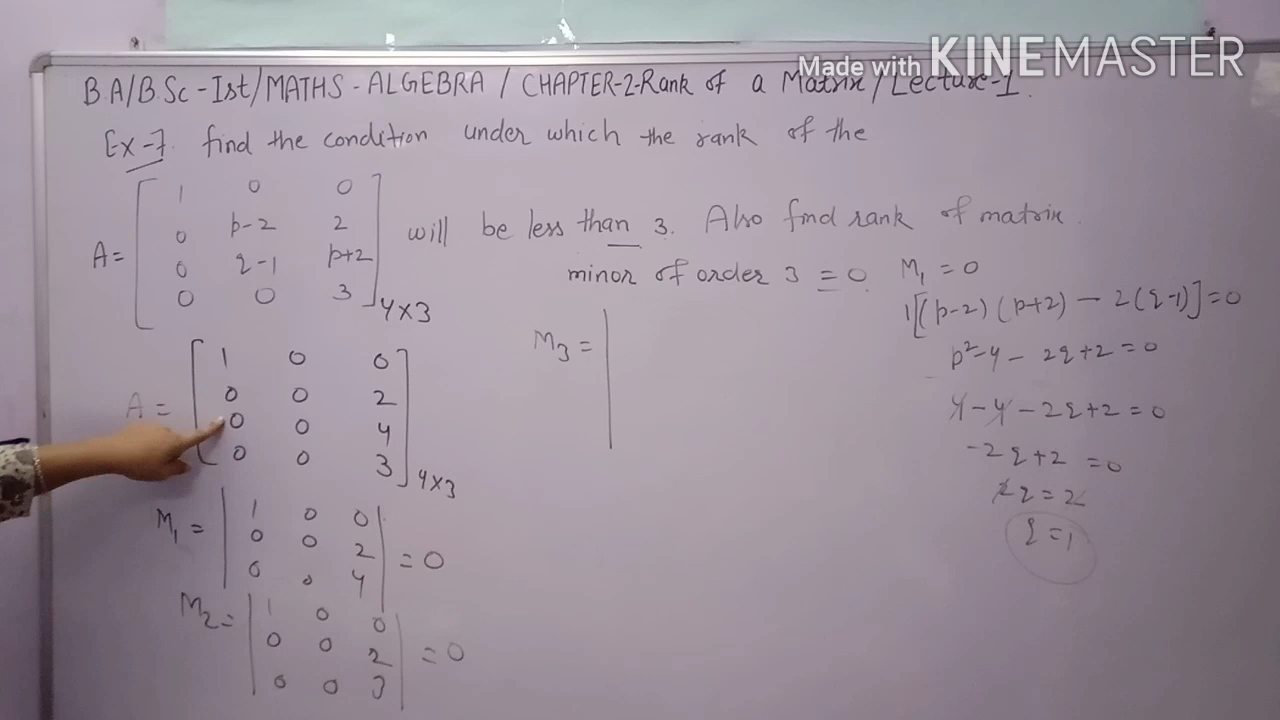 Made with KINEMASTER
B.A/B.Sc-Ist/MATHS-ALGEBRA/CHAPTER-2-Rank of a Matrix/Lecture-1.
Ex-7. find the condition under which the rank of the
A = [ 1 0 0
0 p-2 2
0 q-1 p+2
0 0 3 ] 4×3
will be less than 3. Also find rank of matrix.
minor of order 3 = 0.
M₁ = 0
1[(p-2)(p+2) - 2(q-1)] = 0
p²-4 - 2q+2 = 0
4-4-2q+2 = 0
-2q+2 = 0
2q = 2
q = 1
A = [ 1 0 0
0 0 2
0 0 4
0 0 3 ] 4×3
M₁ = | 1 0 0
0 0 2
0 0 4 | = 0
M₂ = | 1 0 0
0 0 2
0 0 3 | = 0
M₃ = |